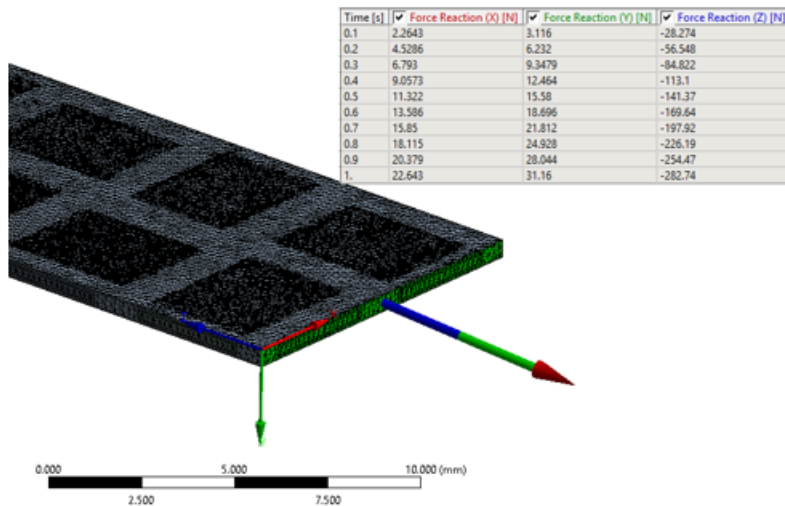 Time [s] Force Reaction (X) [N] Force Reaction (Y) [N] Force Reaction (Z) [N]
0.1 2.2643 3.116 -28.274
0.2 4.5286 6.232 -56.548
0.3 6.793 9.3479 -84.822
0.4 9.0573 12.464 -113.1
0.5 11.322 15.58 -141.37
0.6 13.586 18.696 -169.64
0.7 15.85 21.812 -197.92
0.8 18.115 24.928 -226.19
0.9 20.379 28.044 -254.47
1. 22.643 31.16 -282.74
0.000 5.000 10.000 (mm)
2.500 7.500